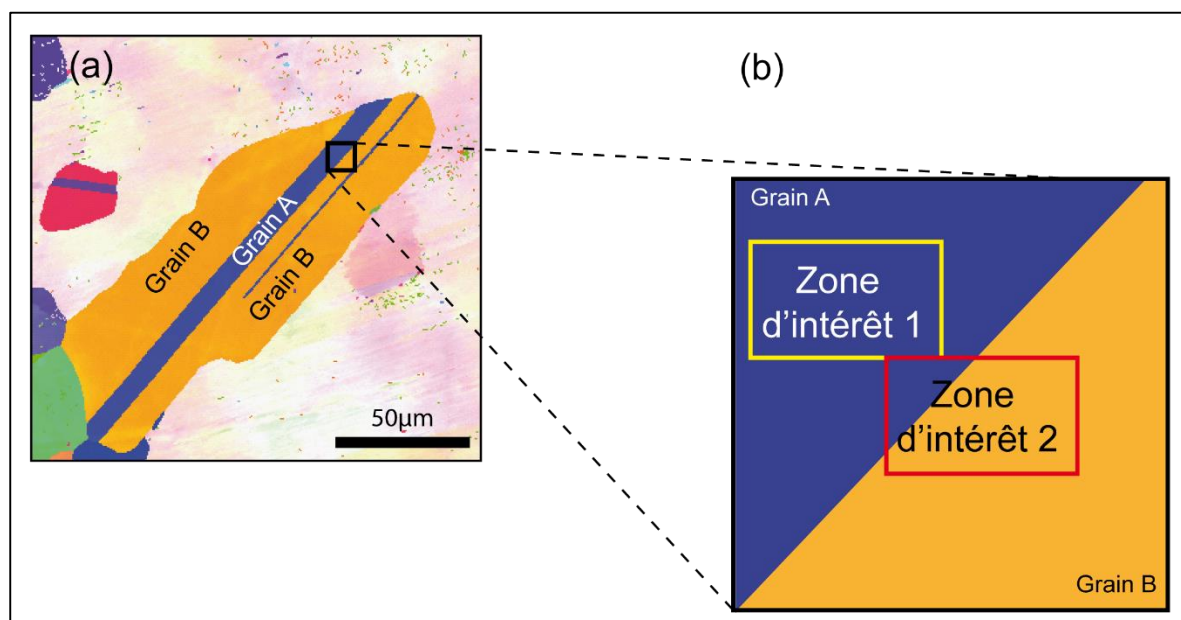 (a)
Grain B
Grain A
Grain B
50µm
(b)
Grain A
Zone
d'intérêt 1
Zone
d'intérêt 2
Grain B